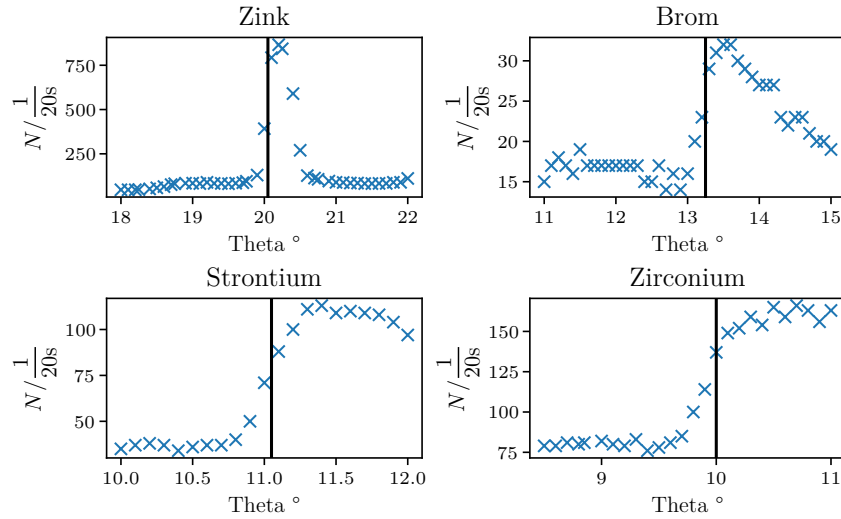 Zink
N / 1/20s
750
500
250
18 19 20 21 22
Theta °
Brom
N / 1/20s
30
25
20
15
11 12 13 14 15
Theta °
Strontium
N / 1/20s
100
75
50
10.0 10.5 11.0 11.5 12.0
Theta °
Zirconium
N / 1/20s
150
125
100
75
9 10 11
Theta °